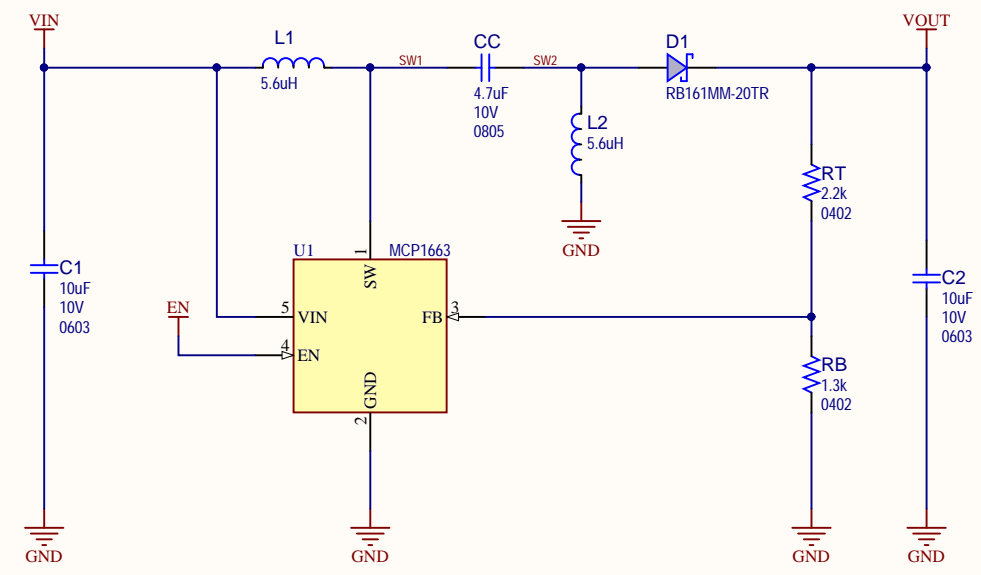 VIN
VOUT
L1
5.6uH
SW1
CC
4.7uF
10V
0805
SW2
D1
RB161MM-20TR
L2
5.6uH
GND
RT
2.2k
0402
C1
10uF
10V
0603
EN
U1
MCP1663
1
SW
5
VIN
4
EN
3
FB
GND
2
RB
1.3k
0402
C2
10uF
10V
0603
GND
GND
GND
GND